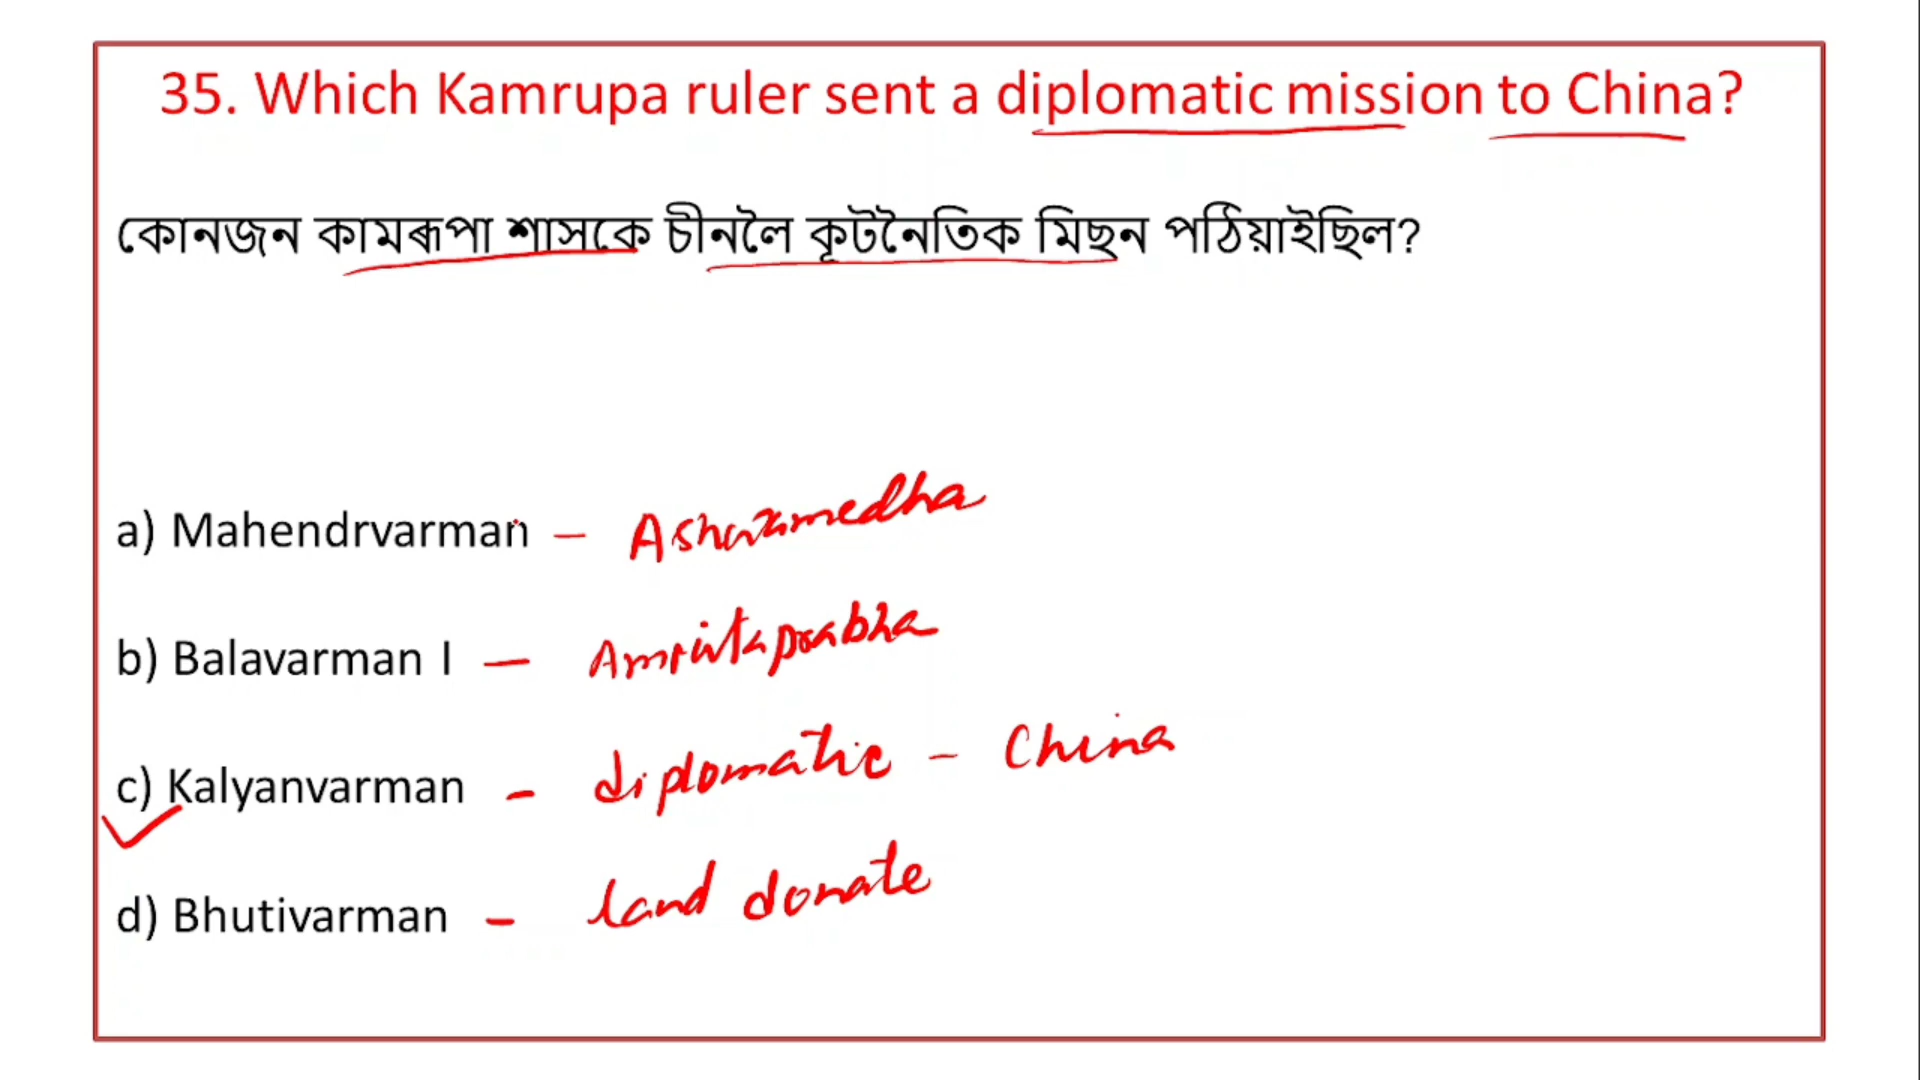 35. Which Kamrupa ruler sent a diplomatic mission to China?
কোনজন কামৰূপা শাসকে চীনলৈ কূটনৈতিক মিছন পঠিয়াইছিল?
a) Mahendrvarman – Ashwamedha
b) Balavarman I – Amritaprabha
c) Kalyanvarman - diplomatic - China
d) Bhutivarman - land donate